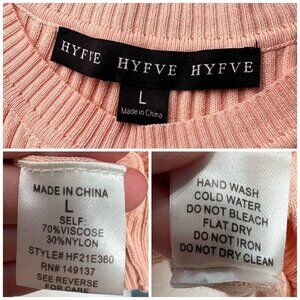 HYFVE HYFVE HYFVE
L
Made in China
MADE IN CHINA
L
SELF:
70%VISCOSE
30%NYLON
STYLE# HF21E360
RN# 149137
SEE REVERSE
FOR CARE
HAND WASH
COLD WATER
DO NOT BLEACH
FLAT DRY
DO NOT IRON
DO NOT DRY CLEAN